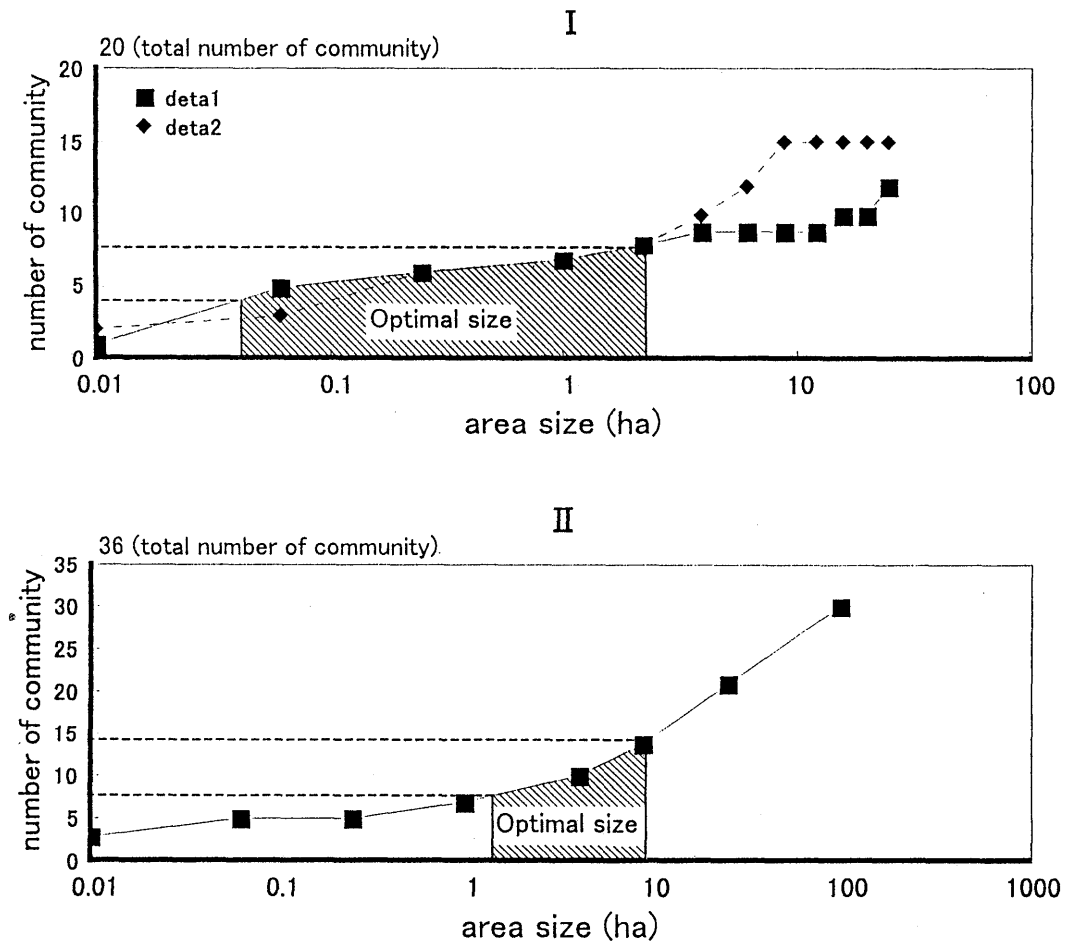 I
20 (total number of community)
number of community
20
15
10
5
0
deta1
deta2
Optimal size
0.01
0.1
1
10
100
area size (ha)
II
36 (total number of community)
number of community
35
30
25
20
15
10
5
0
Optimal size
0.01
0.1
1
10
100
1000
area size (ha)